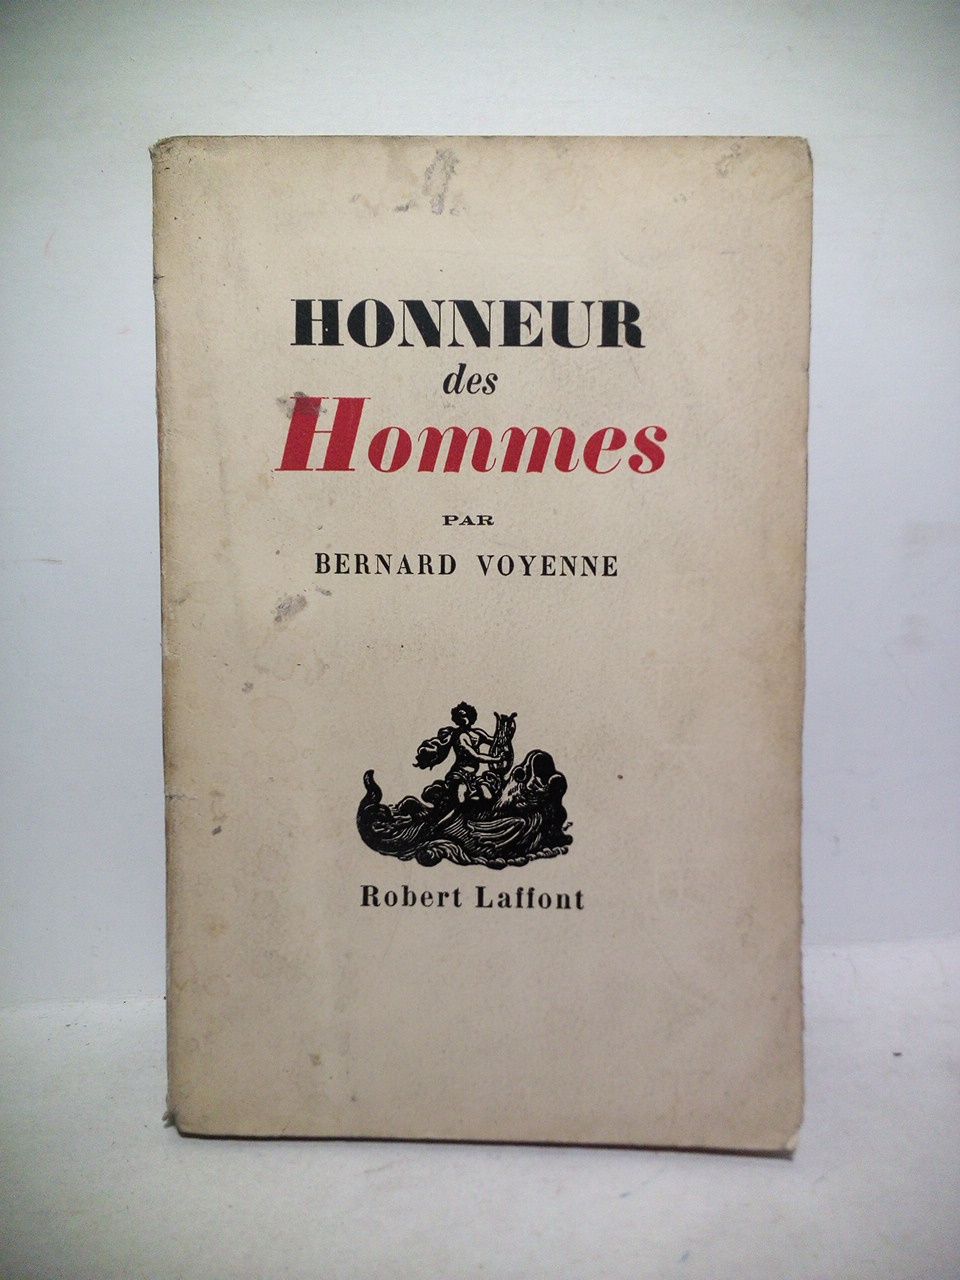 HONNEUR
des
Hommes
PAR
BERNARD VOYENNE
Robert Laffont